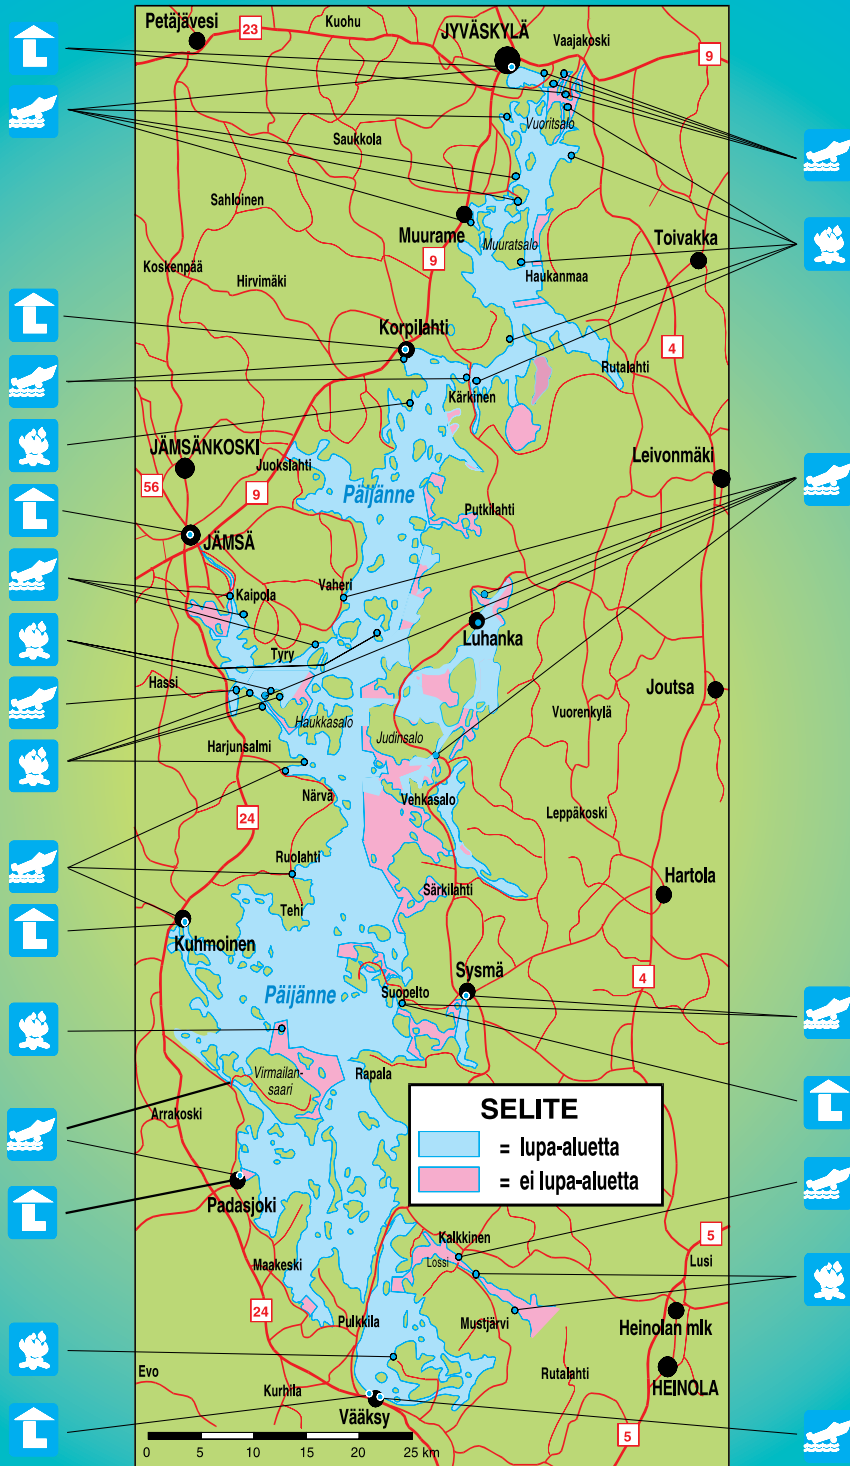 Petäjävesi
23
Kuohu
JYVÄSKYLÄ
Vaajakoski
9
Vuoritsalo
Saukkola
Sahloinen
Muurame
Muuratsalo
Toivakka
Koskenpää
9
Haukanmaa
Hirvimäki
Korpilahti
4
Rutalahti
Kärkinen
JÄMSÄNKOSKI
Juokslahti
Leivonmäki
56
9
Päijänne
Putkilahti
JÄMSÄ
Vaheri
Kaipola
Luhanka
Tyry
Hassi
Joutsa
Haukkasalo
Vuorenkylä
Judinsalo
Harjunsalmi
Närvä
Vehkasalo
24
Leppäkoski
Ruolahti
Särkilahti
Hartola
Tehi
Kuhmoinen
Sysmä
4
Päijänne
Suopelto
Virmailan-
saari
Rapala
Arrakoski
SELITE
= lupa-aluetta
= ei lupa-aluetta
Padasjoki
Kalkkinen
5
Lossi
Lusi
Maakeski
24
Pulkkila
Mustjärvi
Heinolan mlk
Evo
Rutalahti
Kurhila
HEINOLA
Vääksy
5
0 5 10 15 20 25 km